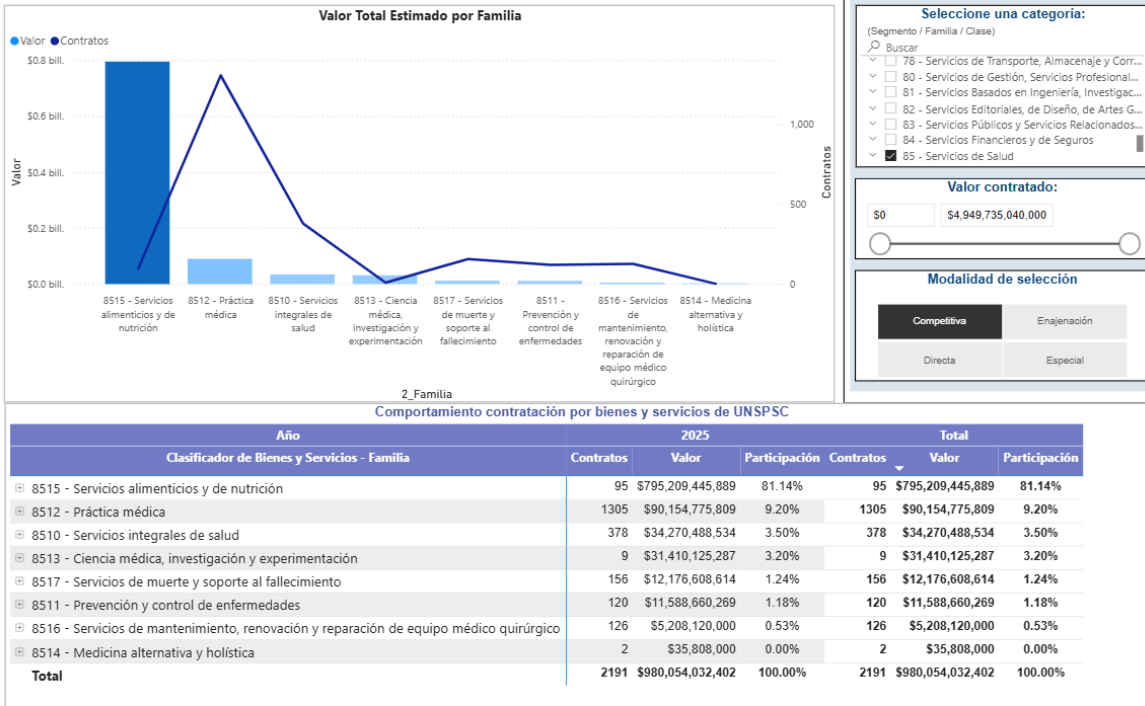 Valor Total Estimado por Familia
Valor Contratos
$0.8 bill.
$0.6 bill.
$0.4 bill.
$0.2 bill.
$0.0 bill.
Valor
1,000
500
0
Contratos
8515 - Servicios
alimenticios y de
nutrición
8512 - Práctica
médica
8510 - Servicios
integrales de
salud
8513 - Ciencia
médica,
investigación y
experimentación
8517 - Servicios
de muerte y
soporte al
fallecimiento
8511 -
Prevención y
control de
enfermedades
8516 - Servicios
de
mantenimiento,
renovación y
reparación de
equipo médico
quirúrgico
8514 - Medicina
alternativa y
holística
2_Familia
Seleccione una categoría:
(Segmento / Familia / Clase)
Buscar
78 - Servicios de Transporte, Almacenaje y Corr...
80 - Servicios de Gestión, Servicios Profesional...
81 - Servicios Basados en Ingeniería, Investigac...
82 - Servicios Editoriales, de Diseño, de Artes G...
83 - Servicios Públicos y Servicios Relacionados...
84 - Servicios Financieros y de Seguros
85 - Servicios de Salud
Valor contratado:
$0 $4,949,735,040,000
Modalidad de selección
Competitiva Enajenación
Directa Especial
Comportamiento contratación por bienes y servicios de UNSPSC
Año 2025 Total
Clasificador de Bienes y Servicios - Familia Contratos Valor Participación Contratos Valor Participación
8515 - Servicios alimenticios y de nutrición 95 $795,209,445,889 81.14% 95 $795,209,445,889 81.14%
8512 - Práctica médica 1305 $90,154,775,809 9.20% 1305 $90,154,775,809 9.20%
8510 - Servicios integrales de salud 378 $34,270,488,534 3.50% 378 $34,270,488,534 3.50%
8513 - Ciencia médica, investigación y experimentación 9 $31,410,125,287 3.20% 9 $31,410,125,287 3.20%
8517 - Servicios de muerte y soporte al fallecimiento 156 $12,176,608,614 1.24% 156 $12,176,608,614 1.24%
8511 - Prevención y control de enfermedades 120 $11,588,660,269 1.18% 120 $11,588,660,269 1.18%
8516 - Servicios de mantenimiento, renovación y reparación de equipo médico quirúrgico 126 $5,208,120,000 0.53% 126 $5,208,120,000 0.53%
8514 - Medicina alternativa y holística 2 $35,808,000 0.00% 2 $35,808,000 0.00%
Total 2191 $980,054,032,402 100.00% 2191 $980,054,032,402 100.00%